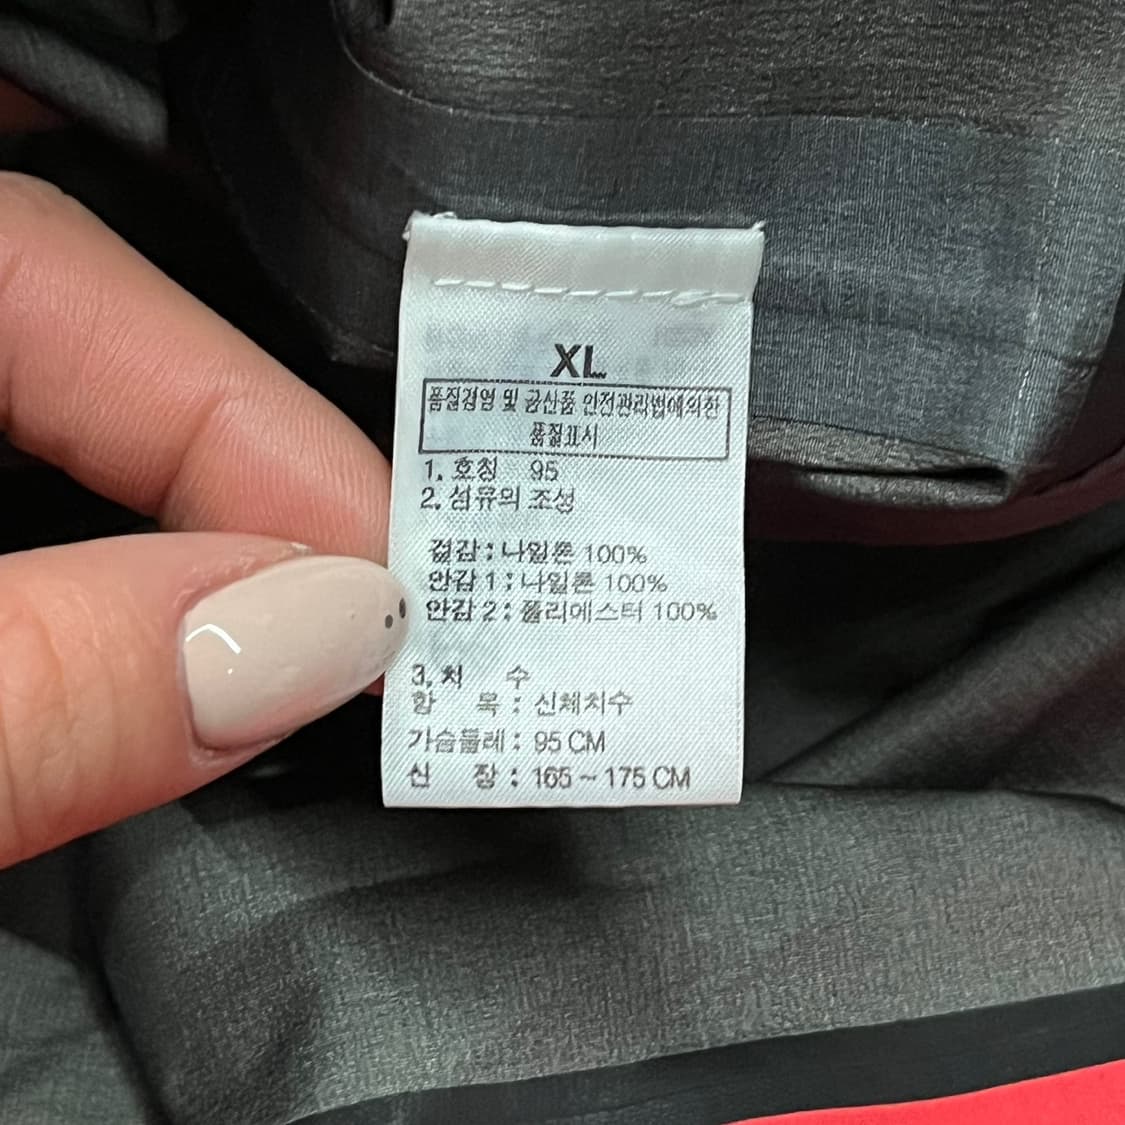 XL
품질경영 및 공산품 안전관리법에의한
품질표시
1. 호칭 95
2. 섬유의 조성
겉감 : 나일론 100%
안감 1 : 나일론 100%
안감 2 : 폴리에스터 100%
3. 치 수
항 목 : 신체치수
가슴둘레 : 95 CM
신 장 : 165 ~ 175 CM